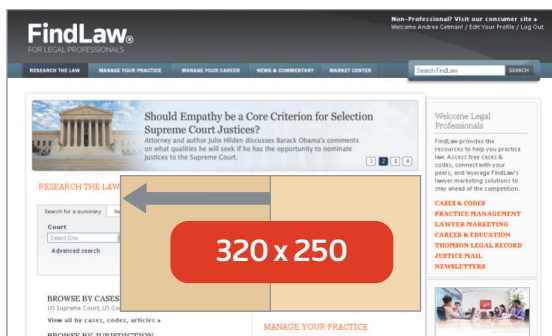 Non-Professional? Visit our consumer site »
Welcome Andres Cetmani / Edit Your Profile / Log Out
FindLaw®
FOR LEGAL PROFESSIONALS
RESEARCH THE LAW MANAGE YOUR PRACTICE MANAGE YOUR CAREER NEWS & COMMENTARY MARKET CENTER Search FindLaw SEARCH
Should Empathy be a Core Criterion for Selection
Supreme Court Justices?
Attorney and author Julie Hilden discusses Barack Obama's comments
on what qualities he will seek if he has the opportunity to nominate
Justices to the Supreme Court.
1 2 3 4
Welcome Legal
Professionals
FindLaw provides the
resources to help you practice
law. Access free cases &
codes, connect with your
peers, and leverage FindLaw's
lawyer marketing solutions to
stay ahead of the competition.
CASES & CODES
PRACTICE MANAGEMENT
LAWYER MARKETING
CAREER & EDUCATION
THOMSON LEGAL RECORD
JUSTICE MAIL
NEWSLETTERS
RESEARCH THE LAW
Search for a summary Se
Court
Select One
Advanced search
320 x 250
BROWSE BY CASES
US Supreme Court, US Co
View all by cases, codes, articles »
BROWSE BY JURISDICTION
MANAGE YOUR PRACTICE